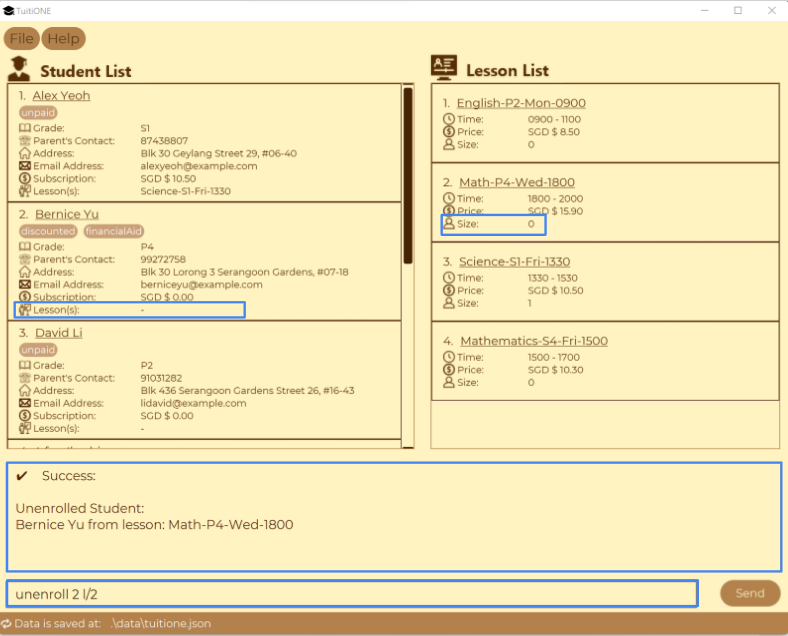 TuitiONE
File Help
Student List
1. Alex Yeoh
unpaid
Grade: S1
Parent's Contact: 87438807
Address: Blk 30 Geylang Street 29, #06-40
Email Address: alexyeoh@example.com
Subscription: SGD $ 10.50
Lesson(s): Science-S1-Fri-1330
2. Bernice Yu
discounted financialAid
Grade: P4
Parent's Contact: 99272758
Address: Blk 30 Lorong 3 Serangoon Gardens, #07-18
Email Address: berniceyu@example.com
Subscription: SGD $ 0.00
Lesson(s): -
3. David Li
unpaid
Grade: P2
Parent's Contact: 91031282
Address: Blk 436 Serangoon Gardens Street 26, #16-43
Email Address: lidavid@example.com
Subscription: SGD $ 0.00
Lesson(s): -
Lesson List
1. English-P2-Mon-0900
Time: 0900 - 1100
Price: SGD $ 8.50
Size: 0
2. Math-P4-Wed-1800
Time: 1800 - 2000
Price: SGD $ 15.90
Size: 0
3. Science-S1-Fri-1330
Time: 1330 - 1530
Price: SGD $ 10.50
Size: 1
4. Mathematics-S4-Fri-1500
Time: 1500 - 1700
Price: SGD $ 10.30
Size: 0
✔ Success:
Unenrolled Student:
Bernice Yu from lesson: Math-P4-Wed-1800
unenroll 2 l/2
Send
Data is saved at: .\data\tuitione.json